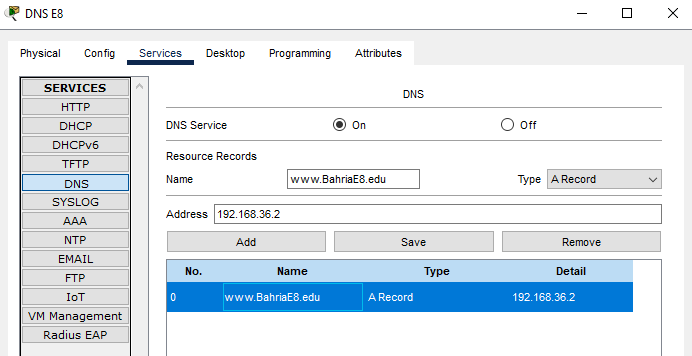 DNS E8
Physical Config Services Desktop Programming Attributes
SERVICES
HTTP
DHCP
DHCPv6
TFTP
DNS
SYSLOG
AAA
NTP
EMAIL
FTP
IoT
VM Management
Radius EAP
DNS
DNS Service On Off
Resource Records
Name www.BahriaE8.edu Type A Record
Address 192.168.36.2
Add Save Remove
No. Name Type Detail
0 www.BahriaE8.edu A Record 192.168.36.2